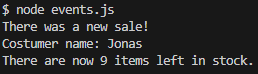 $ node events.js
There was a new sale!
Costumer name: Jonas
There are now 9 items left in stock.